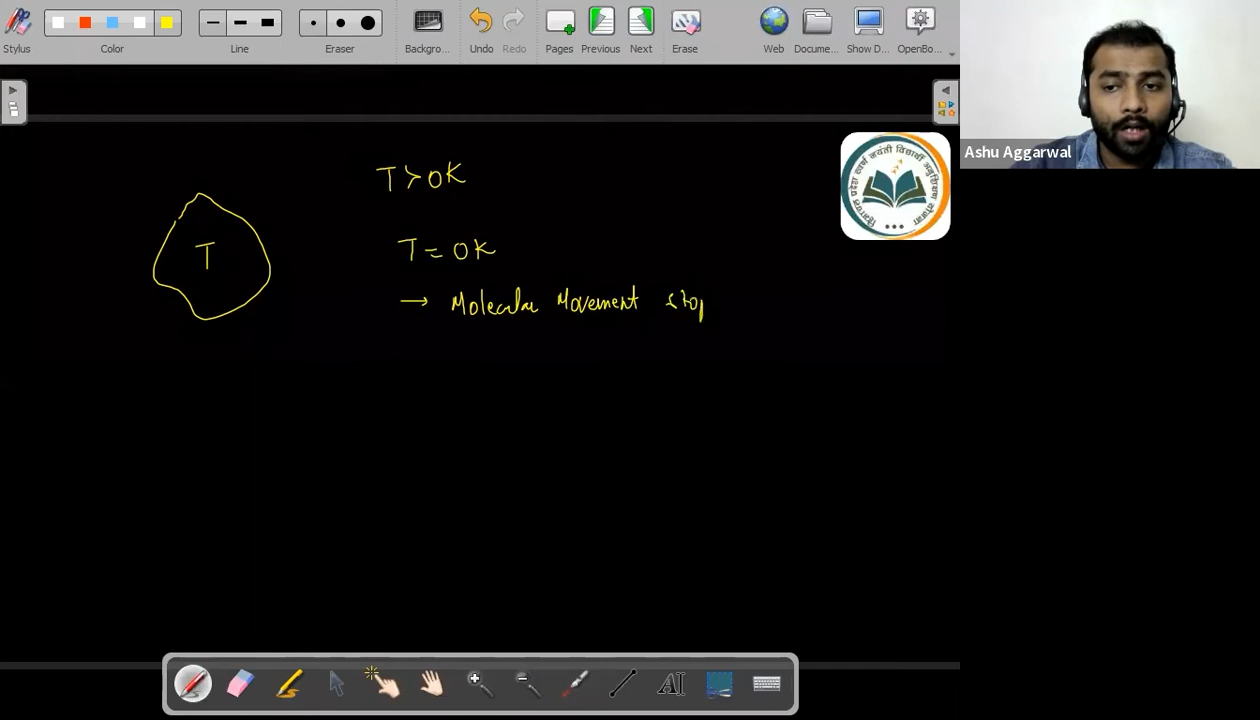 Stylus
Color
Line
Eraser
Backgro...
Undo
Redo
Pages
Previous
Next
Erase
Web
Docume...
Show D...
OpenBo...
Ashu Aggarwal
T > 0K
T
T = 0K
→ Molecular Movement stop
AI